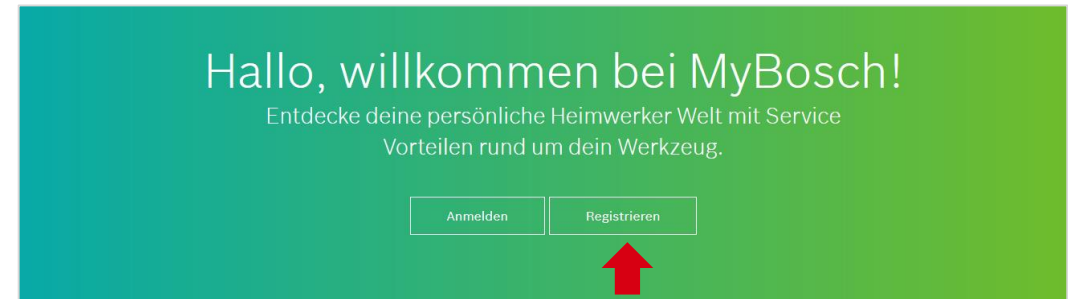 Hallo, willkommen bei MyBosch!
Entdecke deine persönliche Heimwerker Welt mit Service
Vorteilen rund um dein Werkzeug.
Anmelden
Registrieren